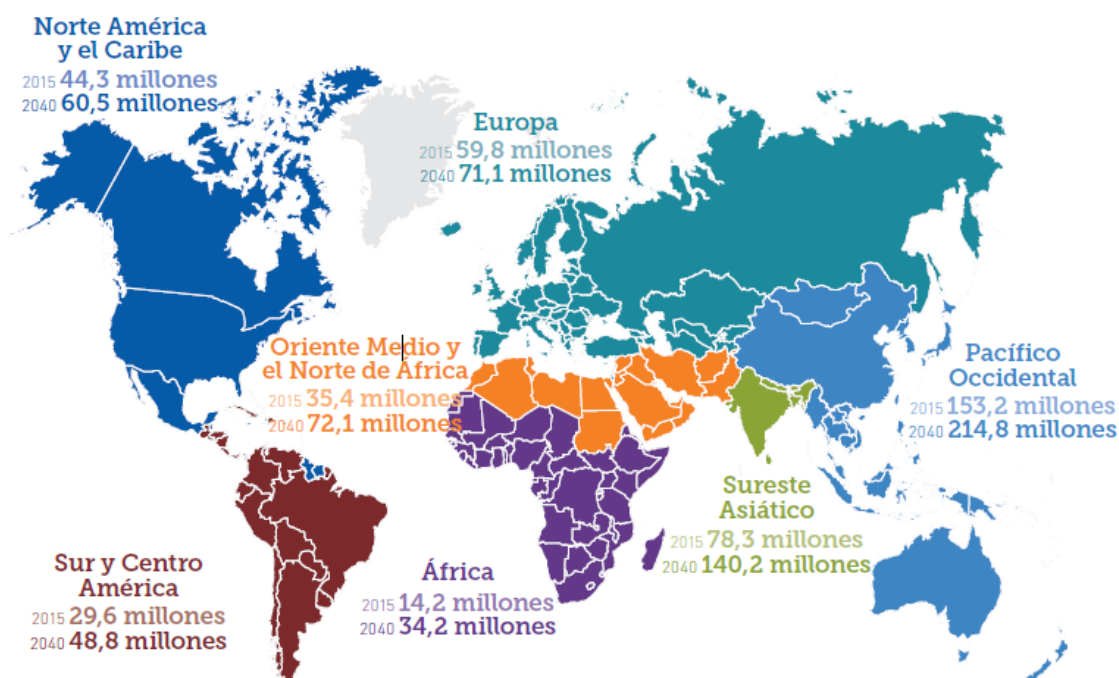 Norte América
y el Caribe
2015 44,3 millones
2040 60,5 millones
Europa
2015 59,8 millones
2040 71,1 millones
Oriente Medio y
el Norte de África
2015 35,4 millones
2040 72,1 millones
Pacífico
Occidental
2015 153,2 millones
2040 214,8 millones
Sureste
Asiático
2015 78,3 millones
2040 140,2 millones
Sur y Centro
América
2015 29,6 millones
2040 48,8 millones
África
2015 14,2 millones
2040 34,2 millones